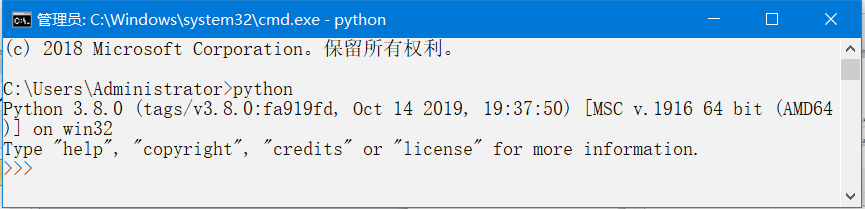 管理员: C:\Windows\system32\cmd.exe - python
(c) 2018 Microsoft Corporation。保留所有权利。
C:\Users\Administrator>python
Python 3.8.0 (tags/v3.8.0:fa919fd, Oct 14 2019, 19:37:50) [MSC v.1916 64 bit (AMD64
)] on win32
Type "help", "copyright", "credits" or "license" for more information.
>>>